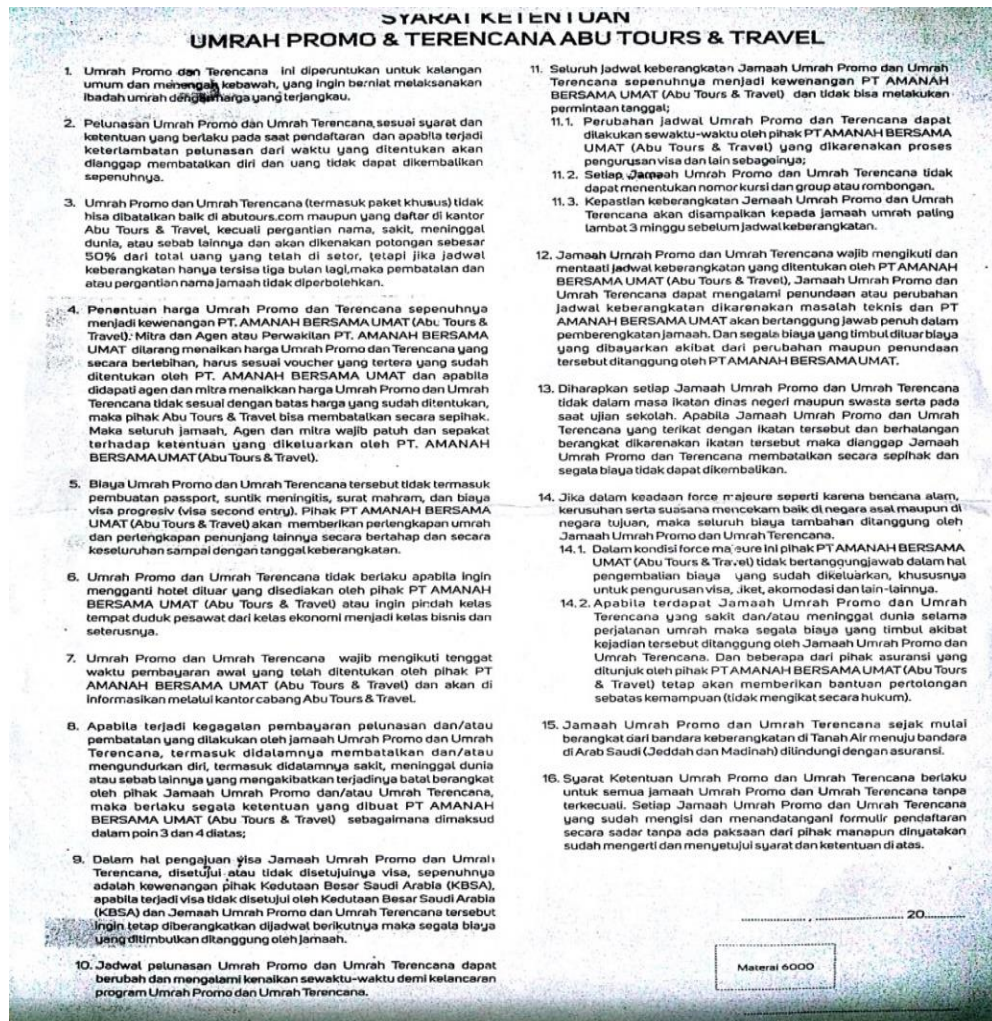 SYARAT KETENTUAN
UMRAH PROMO & TERENCANA ABU TOURS & TRAVEL
1. Umrah Promo dan Terencana ini diperuntukan untuk kalangan
umum dan menengah kebawah, yang ingin berniat melaksanakan
ibadah umrah dengan harga yang terjangkau.
2. Pelunasan Umrah Promo dan Umrah Terencana, sesuai syarat dan
ketentuan yang berlaku pada saat pendaftaran dan apabila terjadi
keterlambatan pelunasan dari waktu yang ditentukan akan
dianggap membatalkan diri dan uang tidak dapat dikembalikan
sepenuhnya.
3. Umrah Promo dan Umrah Terencana (termasuk paket khusus) tidak
bisa dibatalkan baik di abutours.com maupun yang daftar di kantor
Abu Tours & Travel, kecuali pergantian nama, sakit, meninggal
dunia, atau sebab lainnya dan akan dikenakan potongan sebesar
50% dari total uang yang telah di setor, tetapi jika jadwal
keberangkatan hanya tersisa tiga bulan lagi,maka pembatalan dan
atau pergantian nama jamaah tidak diperbolehkan.
4. Penentuan harga Umrah Promo dan Terencana sepenuhnya
menjadi kewenangan PT. AMANAH BERSAMA UMAT (Abu Tours &
Travel). Mitra dan Agen atau Perwakilan PT. AMANAH BERSAMA
UMAT dilarang menaikan harga Umrah Promo dan Terencana yang
secara berlebihan, harus sesuai voucher yang tertera yang sudah
ditentukan oleh PT. AMANAH BERSAMA UMAT dan apabila
didapati agen dan mitra menaikkan harga Umrah Promo dan Umrah
Terencana tidak sesuai dengan batas harga yang sudah ditentukan,
maka pihak Abu Tours & Travel bisa membatalkan secara sepihak.
Maka seluruh jamaah, Agen dan mitra wajib patuh dan sepakat
terhadap ketentuan yang dikeluarkan oleh PT. AMANAH
BERSAMA UMAT (Abu Tours & Travel).
5. Biaya Umrah Promo dan Umrah Terencana tersebut tidak termasuk
pembuatan passport, suntik meningitis, surat mahram, dan biaya
visa progresiv (visa second entry). Pihak PT AMANAH BERSAMA
UMAT (Abu Tours & Travel) akan memberikan perlengkapan umrah
dan perlengkapan penunjang lainnya secara bertahap dan secara
keseluruhan sampai dengan tanggal keberangkatan.
6. Umrah Promo dan Umrah Terencana tidak berlaku apabila ingin
mengganti hotel diluar yang disediakan oleh pihak PT AMANAH
BERSAMA UMAT (Abu Tours & Travel) atau ingin pindah kelas
tempat duduk pesawat dari kelas ekonomi menjadi kelas bisnis dan
seterusnya.
7. Umrah Promo dan Umrah Terencana wajib mengikuti tenggat
waktu pembayaran awal yang telah ditentukan oleh pihak PT
AMANAH BERSAMA UMAT (Abu Tours & Travel) dan akan di
Informasikan melalui kantor cabang Abu Tours & Travel.
8. Apabila terjadi kegagalan pembayaran pelunasan dan/atau
pembatalan yang dilakukan oleh jamaah Umrah Promo dan Umrah
Terencana, termasuk didalamnya membatalkan dan/atau
mengundurkan diri, termasuk didalamnya sakit, meninggal dunia
atau sebab lainnya yang mengakibatkan terjadinya batal berangkat
oleh pihak Jamaah Umrah Promo dan/atau Umrah Terencana,
maka berlaku segala ketentuan yang dibuat PT AMANAH
BERSAMA UMAT (Abu Tours & Travel) sebagaimana dimaksud
dalam poin 3 dan 4 diatas;
9. Dalam hal pengajuan visa Jamaah Umrah Promo dan Umrah
Terencana, disetujui atau tidak disetujuinya visa, sepenuhnya
adalah kewenangan pihak Kedutaan Besar Saudi Arabia (KBSA),
apabila terjadi visa tidak disetujui oleh Kedutaan Besar Saudi Arabia
(KBSA) dan Jemaah Umrah Promo dan Umrah Terencana tersebut
ingin tetap diberangkatkan dijadwal berikutnya maka segala biaya
yang ditimbulkan ditanggung oleh jamaah.
10. Jadwal pelunasan Umrah Promo dan Umrah Terencana dapat
berubah dan mengalami kenaikan sewaktu-waktu demi kelancaran
program Umrah Promo dan Umrah Terencana.
11. Seluruh jadwal keberangkatan Jamaah Umrah Promo dan Umrah
Terencana sepenuhnya menjadi kewenangan PT AMANAH
BERSAMA UMAT (Abu Tours & Travel) dan tidak bisa melakukan
permintaan tanggal;
11.1. Perubahan jadwal Umrah Promo dan Terencana dapat
dilakukan sewaktu-waktu oleh pihak PT AMANAH BERSAMA
UMAT (Abu Tours & Travel) yang dikarenakan proses
pengurusan visa dan lain sebagainya;
11.2. Setiap Jamaah Umrah Promo dan Umrah Terencana tidak
dapat menentukan nomor kursi dan group atau rombongan.
11.3. Kepastian keberangkatan Jemaah Umrah Promo dan Umrah
Terencana akan disampaikan kepada jamaah umrah paling
lambat 3 minggu sebelum jadwal keberangkatan.
12. Jamaah Umrah Promo dan Umrah Terencana wajib mengikuti dan
mentaati jadwal keberangkatan yang ditentukan oleh PT AMANAH
BERSAMA UMAT (Abu Tours & Travel), Jamaah Umrah Promo dan
Umrah Terencana dapat mengalami penundaan atau perubahan
jadwal keberangkatan dikarenakan masalah teknis dan PT
AMANAH BERSAMA UMAT akan bertanggung jawab penuh dalam
pemberengkatan jamaah. Dan segala biaya yang timbul diluar biaya
yang dibayarkan akibat dari perubahan maupun penundaan
tersebut ditanggung oleh PT AMANAH BERSAMA UMAT.
13. Diharapkan setiap Jamaah Umrah Promo dan Umrah Terencana
tidak dalam masa ikatan dinas negeri maupun swasta serta pada
saat ujian sekolah. Apabila Jamaah Umrah Promo dan Umrah
Terencana yang terikat dengan ikatan tersebut dan berhalangan
berangkat dikarenakan ikatan tersebut maka dianggap Jamaah
Umrah Promo dan Terencana membatalkan secara sepihak dan
segala biaya tidak dapat dikembalikan.
14. Jika dalam keadaan force majeure seperti karena bencana alam,
kerusuhan serta suasana mencekam baik di negara asal maupun di
negara tujuan, maka seluruh biaya tambahan ditanggung oleh
Jamaah Umrah Promo dan Umrah Terencana.
14.1. Dalam kondisi force majeure ini pihak PT AMANAH BERSAMA
UMAT (Abu Tours & Travel) tidak bertanggungjawab dalam hal
pengembalian biaya yang sudah dikeluarkan, khususnya
untuk pengurusan visa, tiket, akomodasi dan lain-lainnya.
14.2. Apabila terdapat Jamaah Umrah Promo dan Umrah
Terencana yang sakit dan/atau meninggal dunia selama
perjalanan umrah maka segala biaya yang timbul akibat
kejadian tersebut ditanggung oleh Jamaah Umrah Promo dan
Umrah Terencana. Dan beberapa dari pihak asuransi yang
ditunjuk oleh pihak PT AMANAH BERSAMA UMAT (Abu Tours
& Travel) tetap akan memberikan bantuan pertolongan
sebatas kemampuan (tidak mengikat secara hukum).
15. Jamaah Umrah Promo dan Umrah Terencana sejak mulai
berangkat dari bandara keberangkatan di Tanah Air menuju bandara
di Arab Saudi (Jeddah dan Madinah) dilindungi dengan asuransi.
16. Syarat Ketentuan Umrah Promo dan Umrah Terencana berlaku
untuk semua jamaah Umrah Promo dan Umrah Terencana tanpa
terkecuali. Setiap Jamaah Umrah Promo dan Umrah Terencana
yang sudah mengisi dan menandatangani formulir pendaftaran
secara sadar tanpa ada paksaan dari pihak manapun dinyatakan
sudah mengerti dan menyetujui syarat dan ketentuan di atas.
...................... , ........................... 20............
Materai 6000